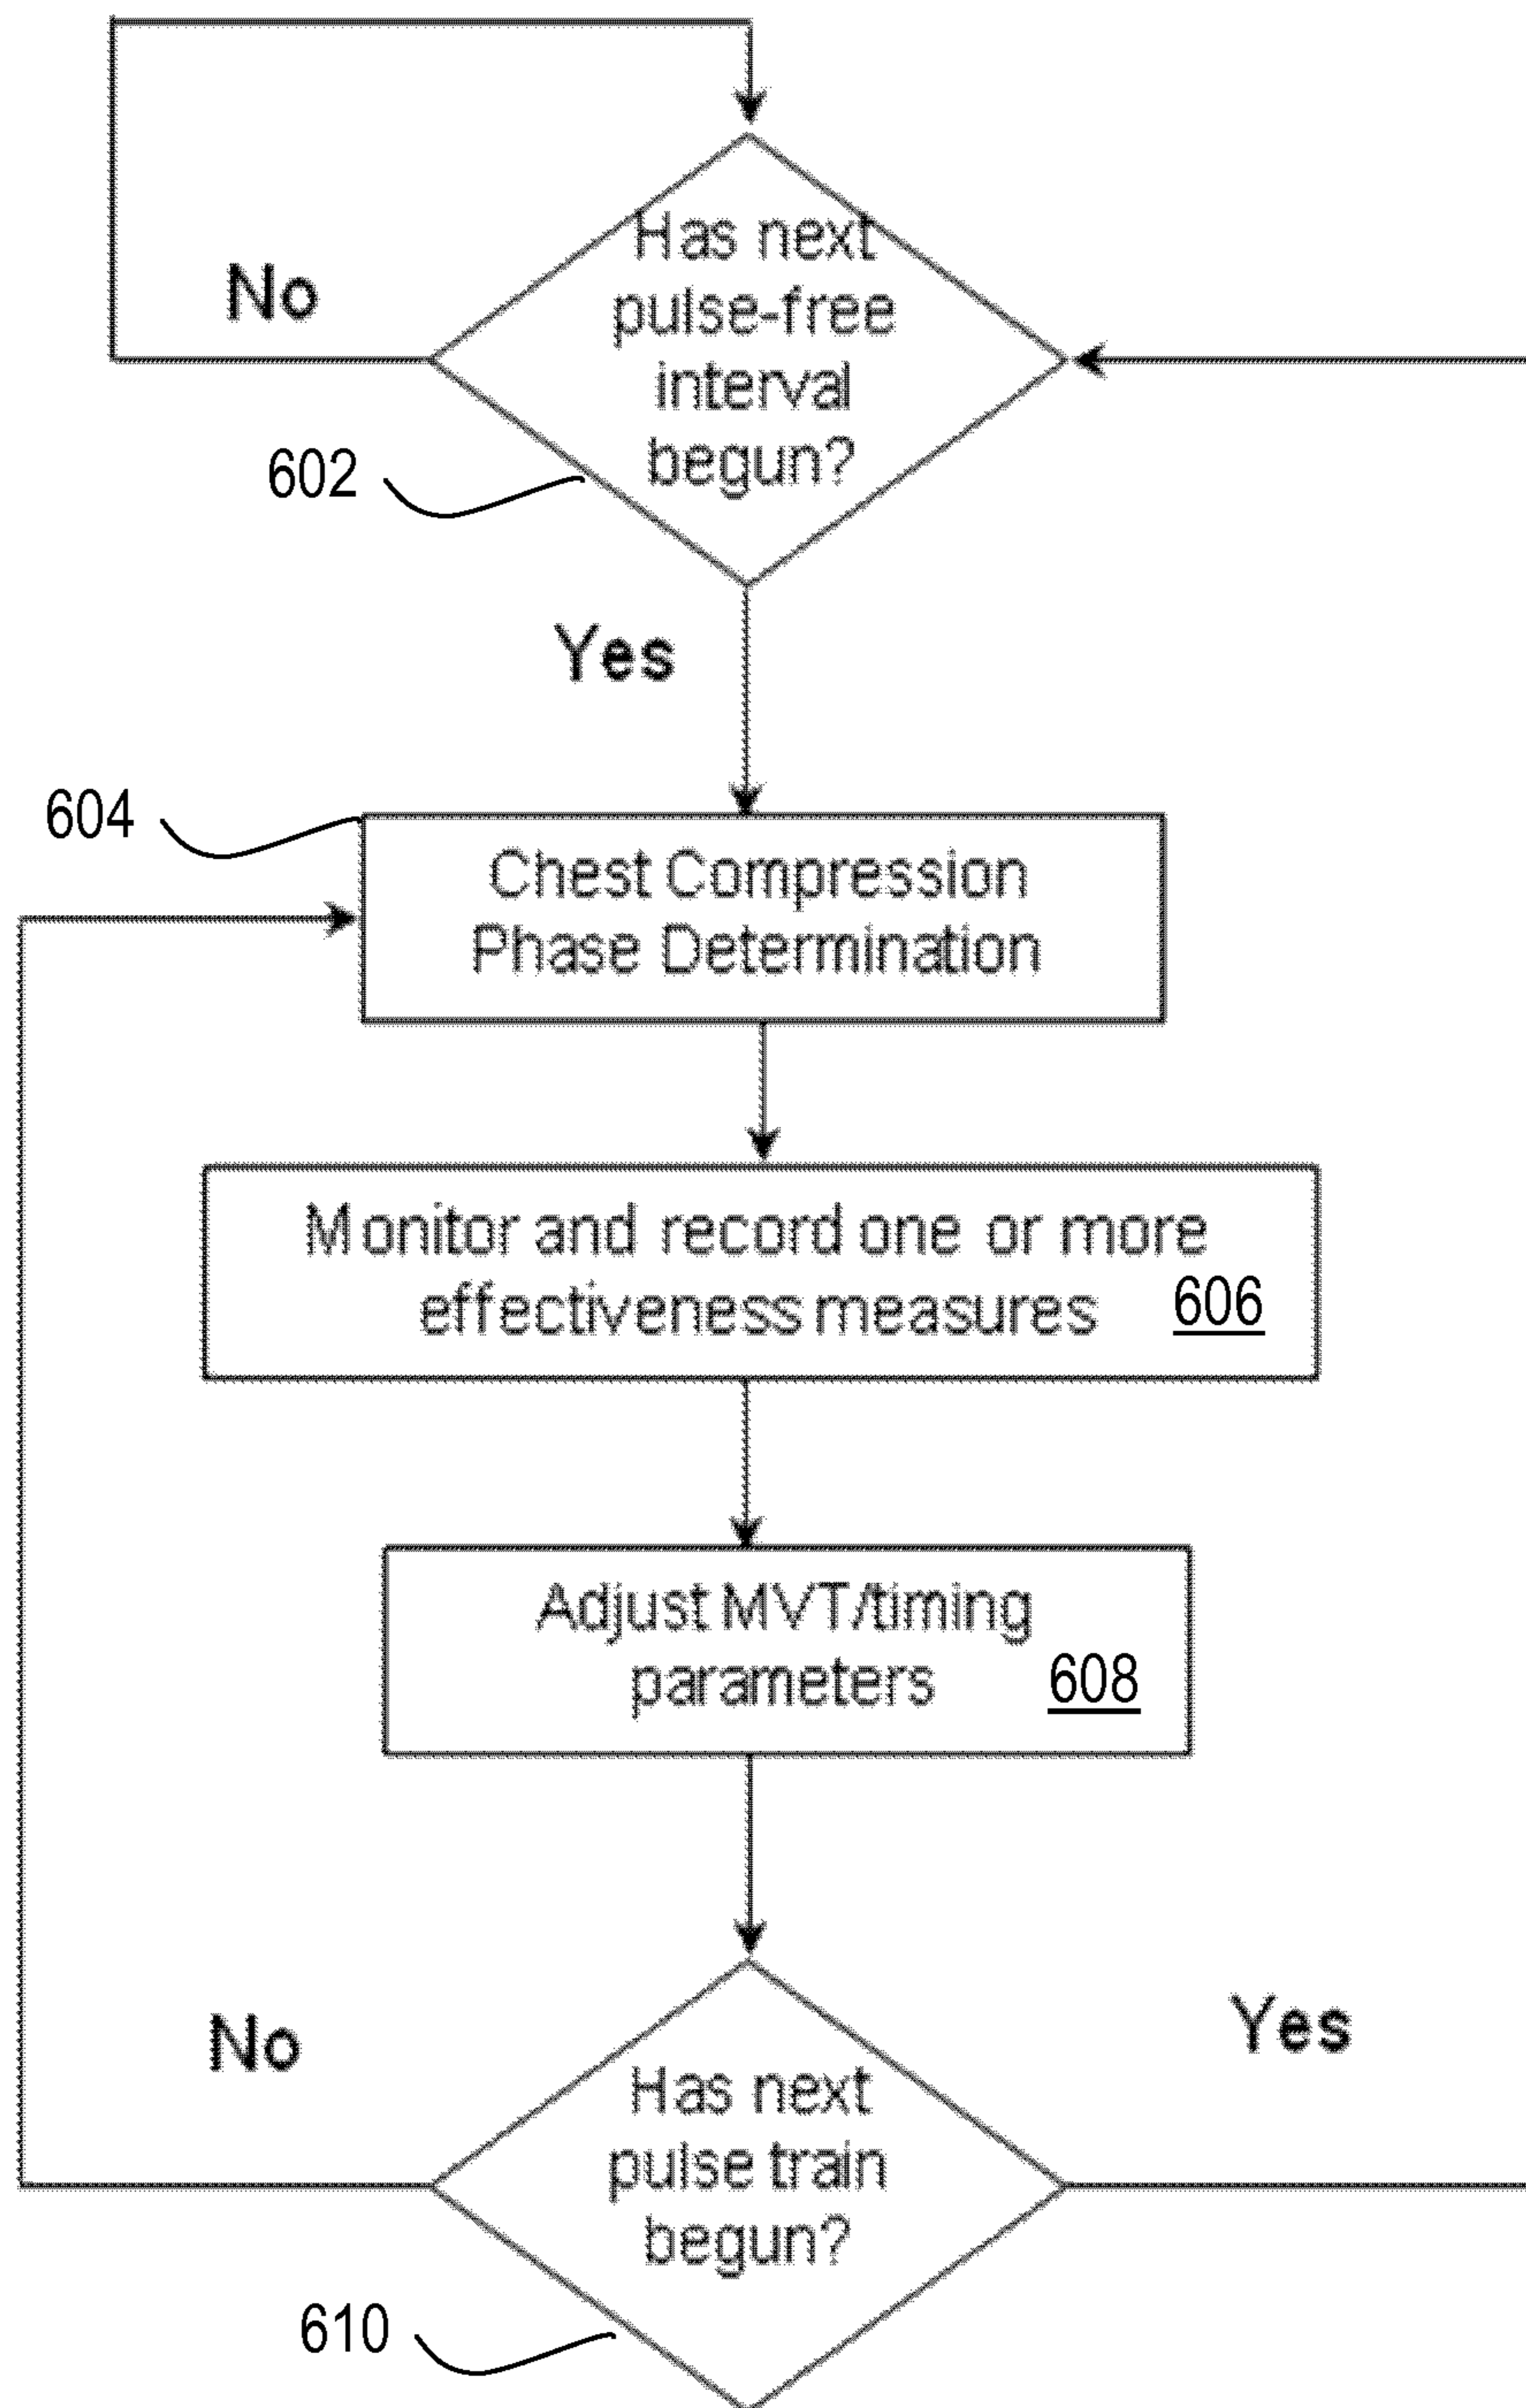 Has next
pulse-free
interval
begun?
No
602
Yes
604
Chest Compression
Phase Determination
Monitor and record one or more
effectiveness measures 606
Adjust MVT/timing
parameters 608
No
Yes
Has next
pulse train
begun?
610